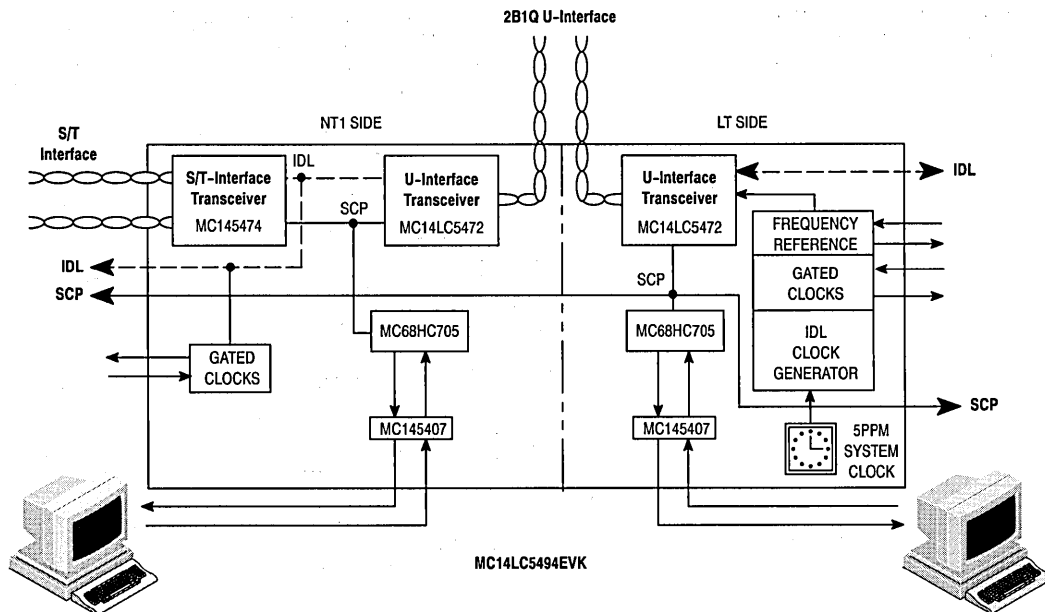 2B1Q U–Interface
NT1 SIDE
LT SIDE
S/T
Interface
IDL
S/T–Interface
Transceiver
MC145474
SCP
U–Interface
Transceiver
MC14LC5472
U–Interface
Transceiver
MC14LC5472
IDL
FREQUENCY
REFERENCE
IDL
SCP
SCP
GATED
CLOCKS
MC68HC705
MC68HC705
IDL
CLOCK
GENERATOR
GATED
CLOCKS
SCP
MC145407
MC145407
5PPM
SYSTEM
CLOCK
MC14LC5494EVK